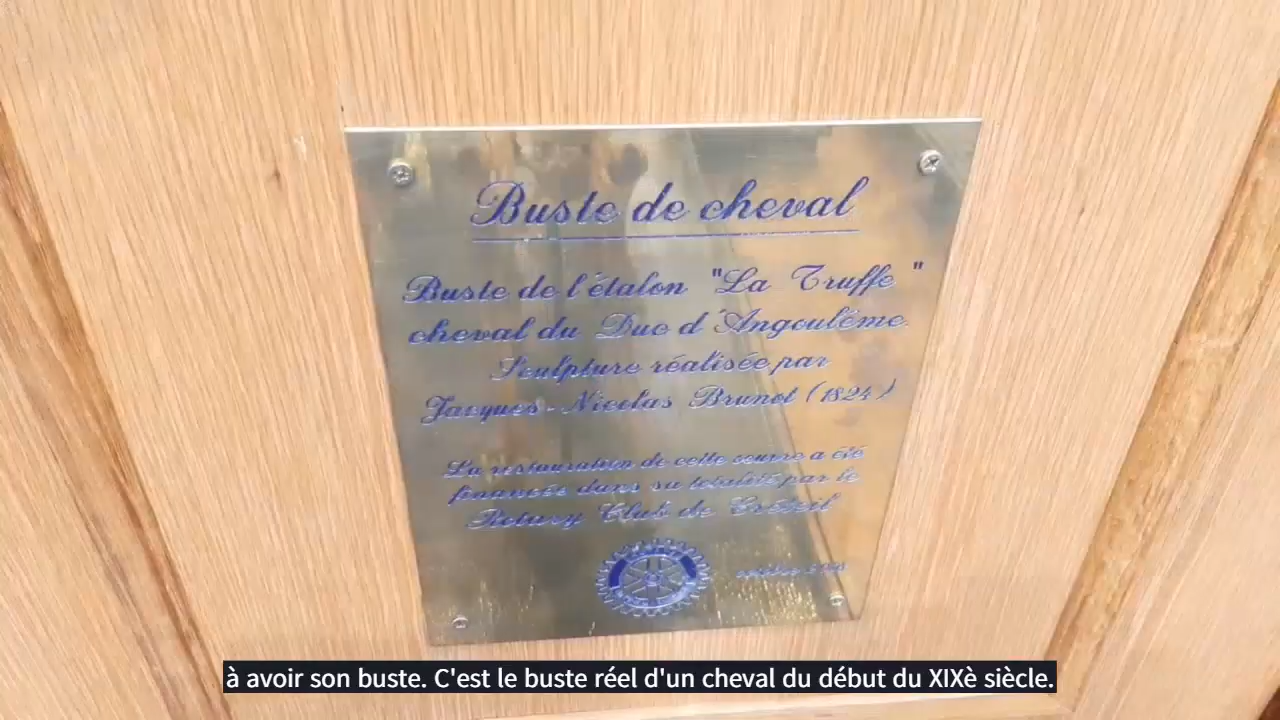 Buste de cheval
Buste de l'étalon "La Truffe"
cheval du Duc d'Angoulême.
Sculpture réalisée par
Jacques-Nicolas Brunot (1824)
La restauration de cette œuvre a été
financée dans sa totalité par le
Rotary Club de Créteil
octobre
à avoir son buste. C'est le buste réel d'un cheval du début du XIXè siècle.